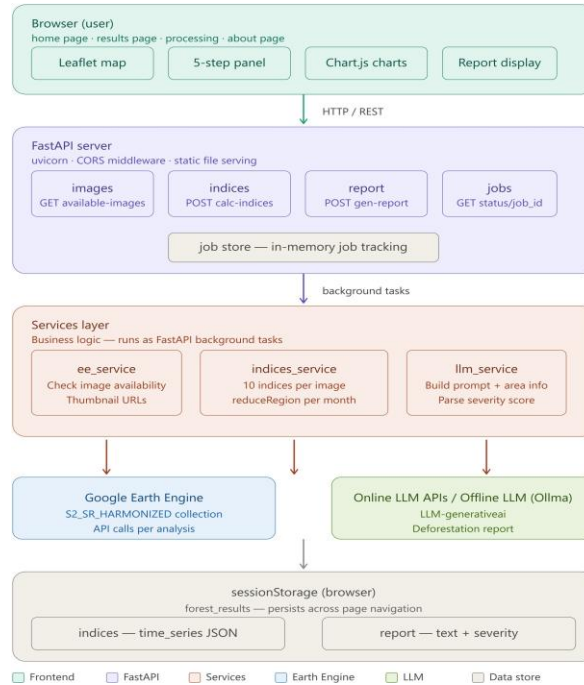 Browser (user)
home page · results page · processing · about page
Leaflet map
5-step panel
Chart.js charts
Report display
HTTP / REST
FastAPI server
uvicorn · CORS middleware · static file serving
images
GET available-images
indices
POST calc-indices
report
POST gen-report
jobs
GET status/job_id
job store — in-memory job tracking
background tasks
Services layer
Business logic — runs as FastAPI background tasks
ee_service
Check image availability
Thumbnail URLs
indices_service
10 indices per image
reduceRegion per month
llm_service
Build prompt + area info
Parse severity score
Google Earth Engine
S2_SR_HARMONIZED collection
API calls per analysis
Online LLM APIs / Offline LLM (Ollma)
LLM-generativeai
Deforestation report
sessionStorage (browser)
forest_results — persists across page navigation
indices — time_series JSON
report — text + severity
Frontend
FastAPI
Services
Earth Engine
LLM
Data store